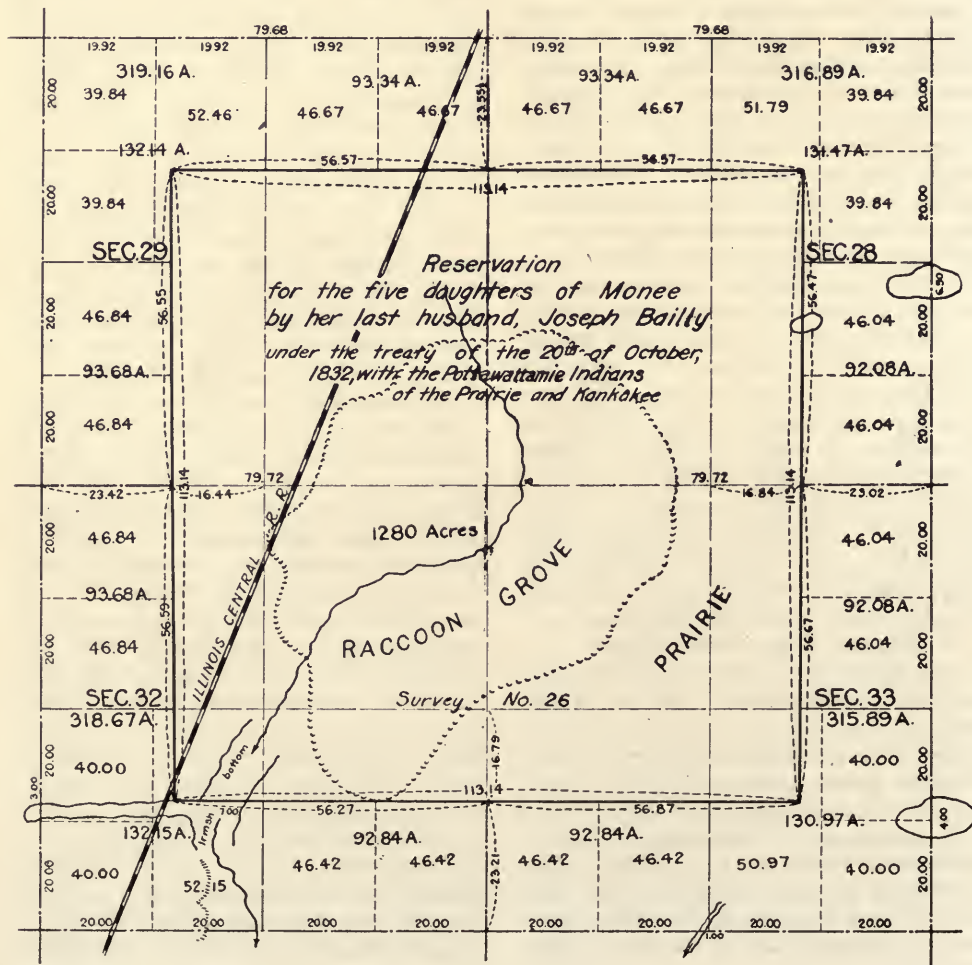 79.68 79.68
19.92 19.92 19.92 19.92 19.92 19.92 19.92 19.92
319.16 A. 93.34 A. 93.34 A. 316.89 A.
20.00 39.84 39.84 20.00
52.46 46.67 46.67 23.55 46.67 46.67 51.79
132.14 A. 56.57 56.57 131.47 A.
113.14
20.00 39.84 39.84 20.00
SEC. 29 SEC. 28
Reservation
for the five daughters of Monee
by her last husband, Joseph Bailly
under the treaty of the 20th of October,
1832, with the Pottawattamie Indians
of the Prairie and Kankakee
56.55 56.47 6.50
20.00 46.84 46.04 20.00
93.68 A. 92.08 A.
20.00 46.84 46.04 20.00
23.42 16.44 79.72 79.72 16.84 23.02
113.14 113.14
20.00 46.84 46.04 20.00
1280 Acres
ILLINOIS CENTRAL R. R.
RACCOON GROVE
PRAIRIE
93.68 A. 92.08 A.
56.59 56.67
20.00 46.84 46.04 20.00
SEC. 32 SEC. 33
Survey No. 26
318.67 A. 315.89 A.
20.00 40.00 bottom 16.79 40.00 20.00
3.00 113.14 4.00
7.00 56.27 56.87
132.15 A. 92.84 A. 92.84 A. 130.97 A.
46.42 46.42 23.21 46.42 46.42 50.97
20.00 40.00 52.15 40.00 20.00
20.00 20.00 20.00 20.00 20.00 20.00 1.00 20.00 20.00